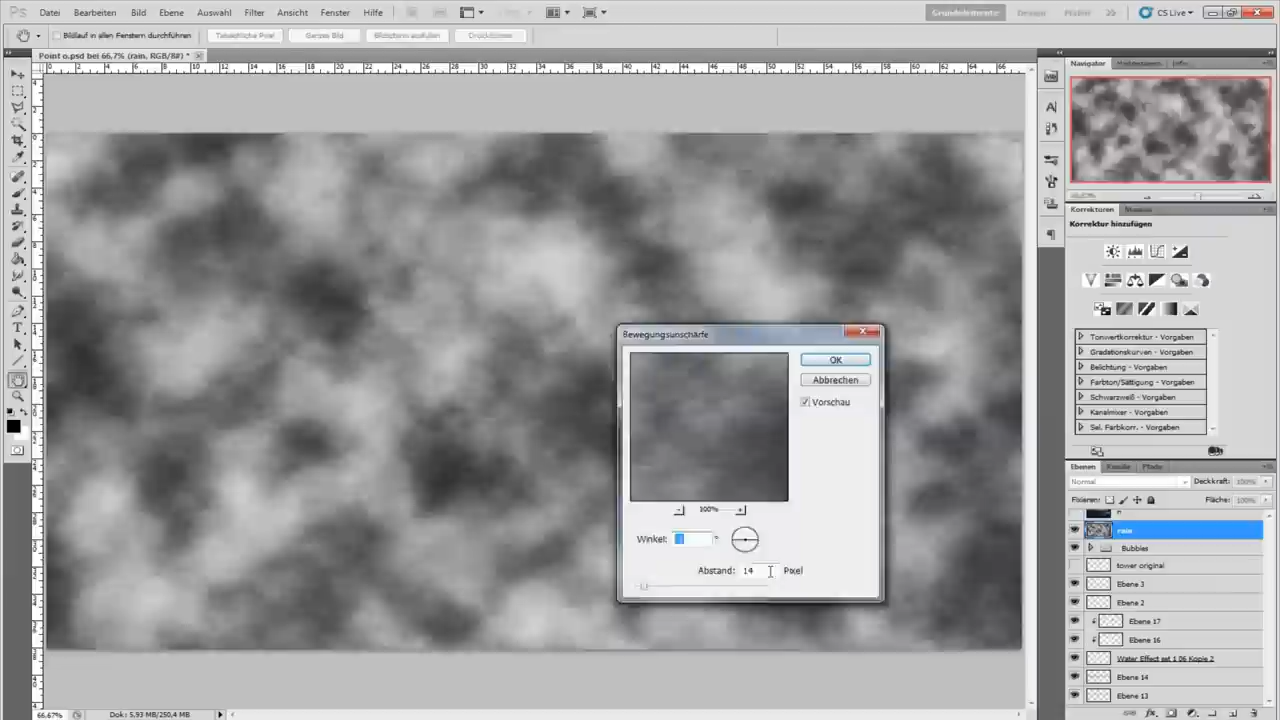 Ps Datei Bearbeiten Bild Ebene Auswahl Filter Ansicht Fenster Hilfe
Grundelemente Design Malen >> CS Live
Bildlauf in allen Fenstern durchführen Tatsächliche Pixel Ganzes Bild Bildschirm ausfüllen Druckformat
Point o.psd bei 66,7% (rain, RGB/8#) *
Navigator
Korrekturen Masken
Korrektur hinzufügen
Tonwertkorrektur - Vorgaben
Gradationskurven - Vorgaben
Belichtung - Vorgaben
Farbton/Sättigung - Vorgaben
Schwarzweiß - Vorgaben
Kanalmixer - Vorgaben
Sel. Farbkorr. - Vorgaben
Bewegungsunschärfe
OK
Abbrechen
Vorschau
100%
Winkel: °
Abstand: 14 Pixel
Ebenen Kanäle Pfade
Normal Deckkraft: 100%
Fixieren: Fläche: 100%
rain
Bubbles
tower original
Ebene 3
Ebene 2
Ebene 17
Ebene 16
Water Effect set 1 06 Kopie 2
Ebene 14
Ebene 13
66,67% Dok: 5,93 MB/250,4 MB